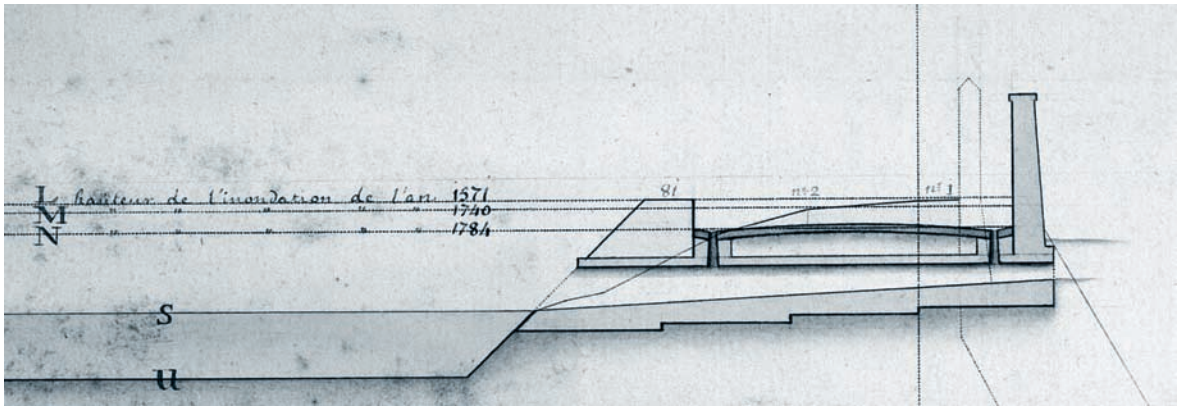 L hauteur de l'inondation de l'an 1571
M " " " " " 1740
N " " " " " 1784
81 n° 2 n° 1
S
U